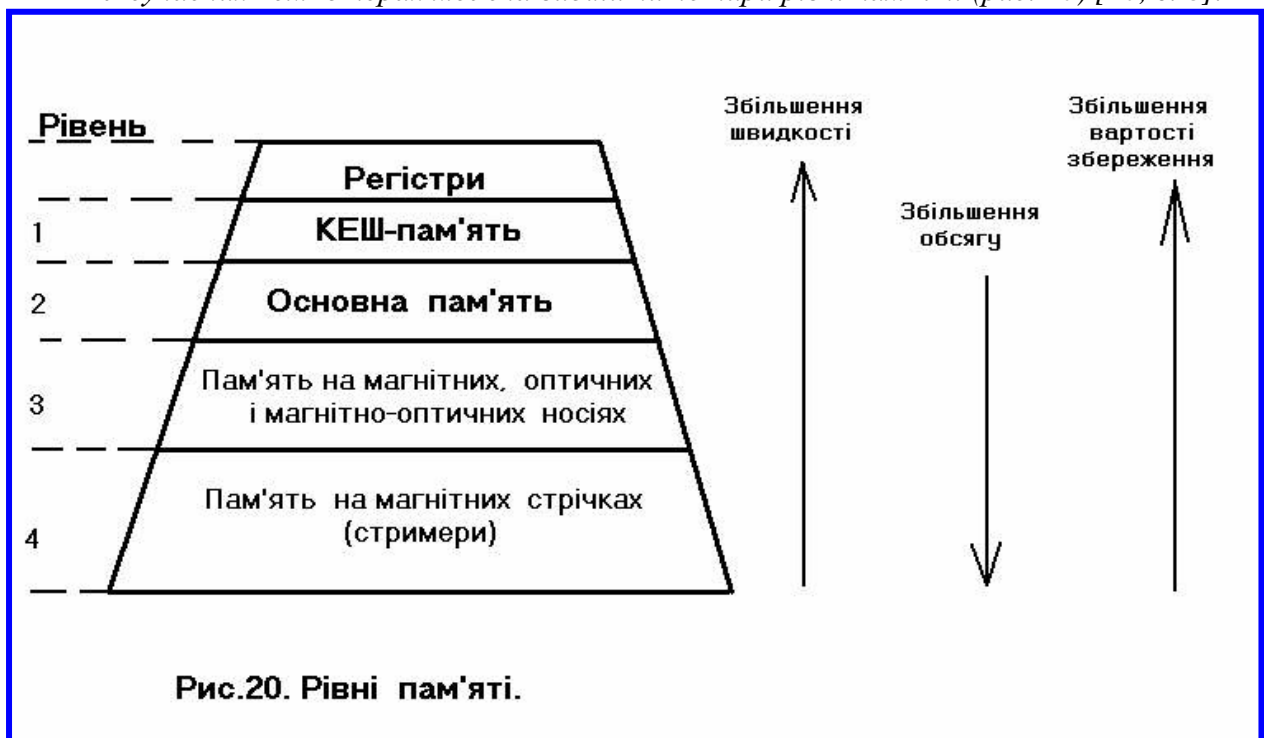 Рівень
Регістри
1
КЕШ-пам'ять
2
Основна пам'ять
3
Пам'ять на магнітних, оптичних
і магнітно-оптичних носіях
4
Пам'ять на магнітних стрічках
(стримери)
Збільшення
швидкості
Збільшення
обсягу
Збільшення
вартості
збереження
Рис.20. Рівні пам'яті.